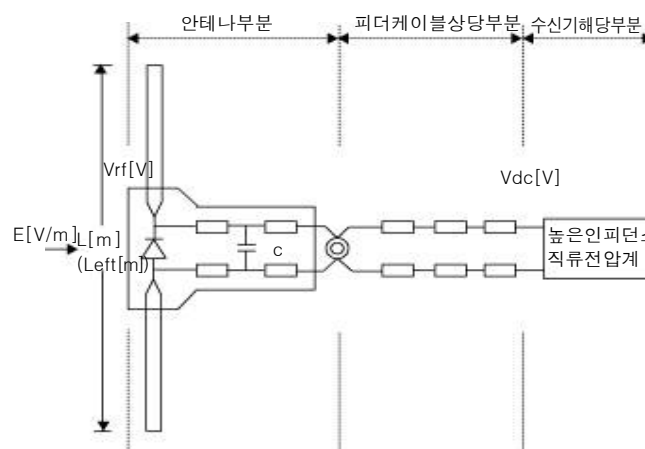 안테나부분
피더케이블상당부분
수신기해당부분
Vrf[V]
Vdc[V]
E[V/m]
L[m]
(Left[m])
c
높은인피던스
직류전압계